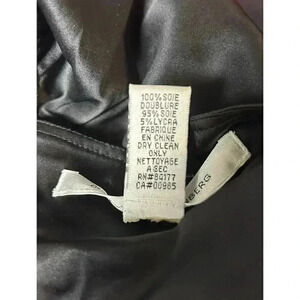 100% SOIE
DOUBLURE
95% SOIE
5% LYCRA
FABRIQUE
EN CHINE
DRY CLEAN
ONLY
NETTOYAGE
A SEC
RN#84177
CA#00985
NBERG